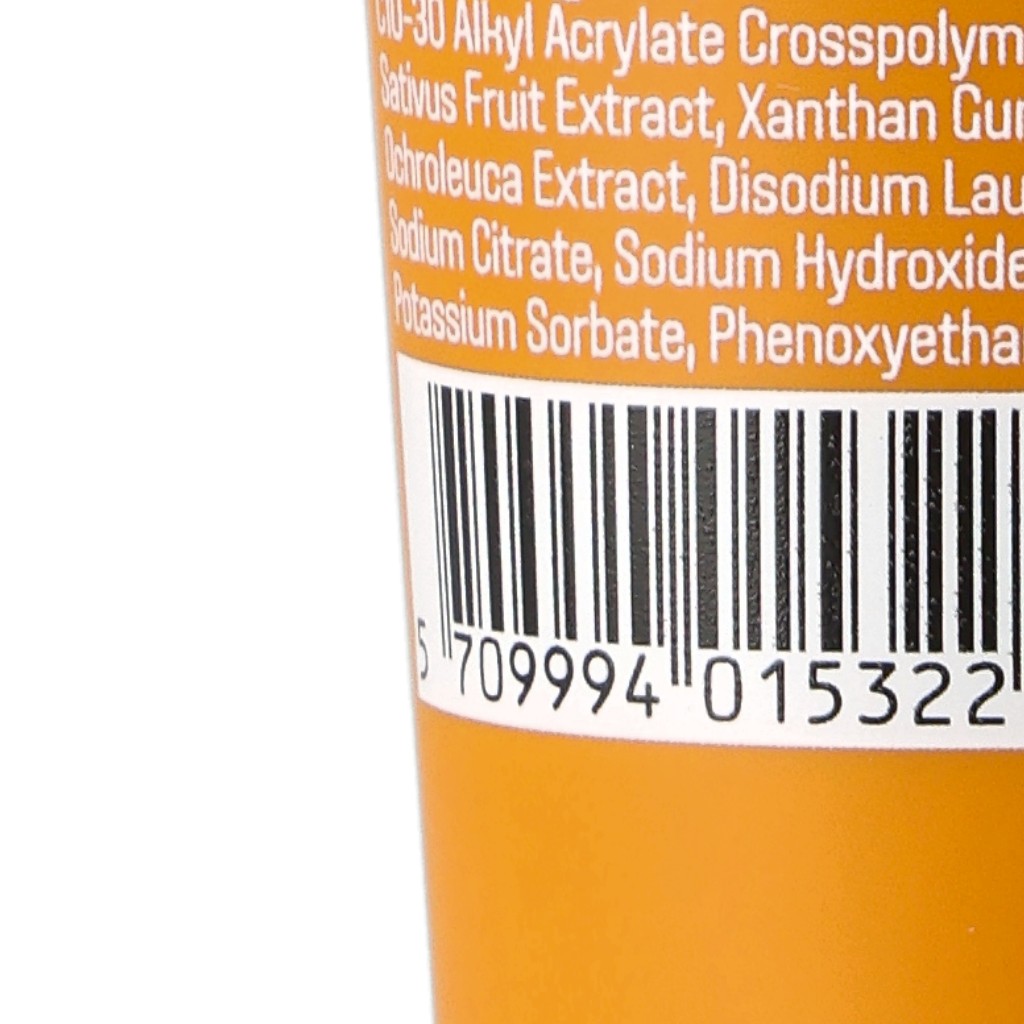 C10-30 Alkyl Acrylate Crosspolym
Sativus Fruit Extract, Xanthan Gu
Ochroleuca Extract, Disodium Lau
Sodium Citrate, Sodium Hydroxide
Potassium Sorbate, Phenoxyetha
5 709994 015322